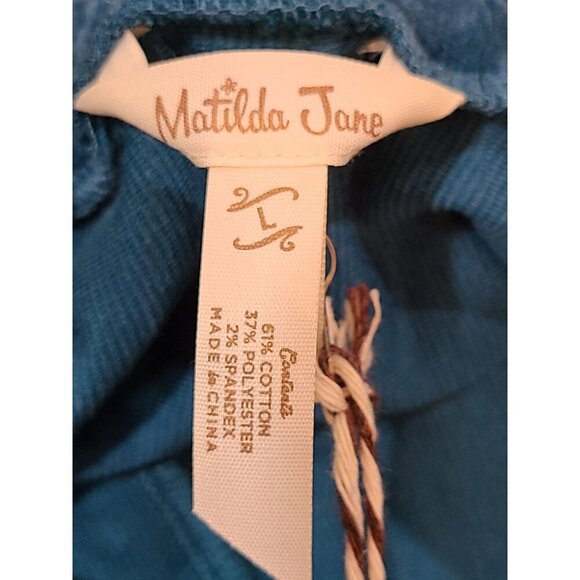 Matilda Jane
L
Contents
61% COTTON
37% POLYESTER
2% SPANDEX
MADE in CHINA